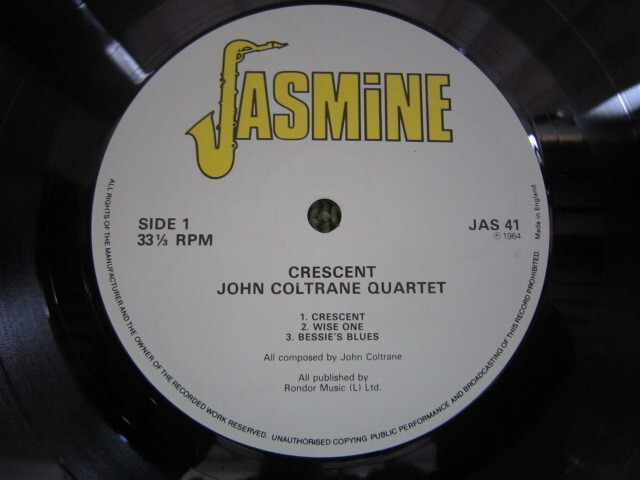 JASMiNE
SIDE 1
33⅓ RPM
JAS 41
℗ 1964
Made in England
CRESCENT
JOHN COLTRANE QUARTET
1. CRESCENT
2. WISE ONE
3. BESSIE'S BLUES
All composed by John Coltrane
All published by
Rondor Music (L) Ltd.
ALL RIGHTS OF THE MANUFACTURER AND THE OWNER OF THE RECORDED WORK RESERVED. UNAUTHORISED COPYING PUBLIC PERFORMANCE AND BROADCASTING OF THIS RECORD PROHIBITED.